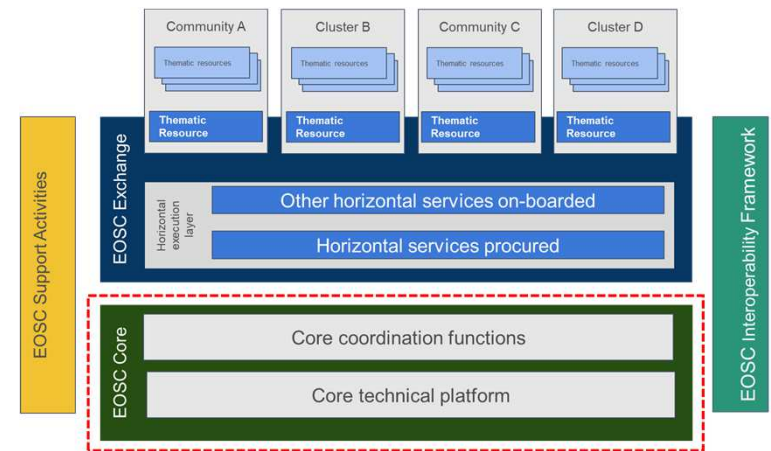 Community A
Cluster B
Community C
Cluster D
Thematic resources
Thematic resources
Thematic resources
Thematic resources
Thematic
Resource
Thematic
Resource
Thematic
Resource
Thematic
Resource
EOSC Support Activities
EOSC Exchange
Horizontal
execution
layer
Other horizontal services on-boarded
Horizontal services procured
EOSC Core
Core coordination functions
Core technical platform
EOSC Interoperability Framework